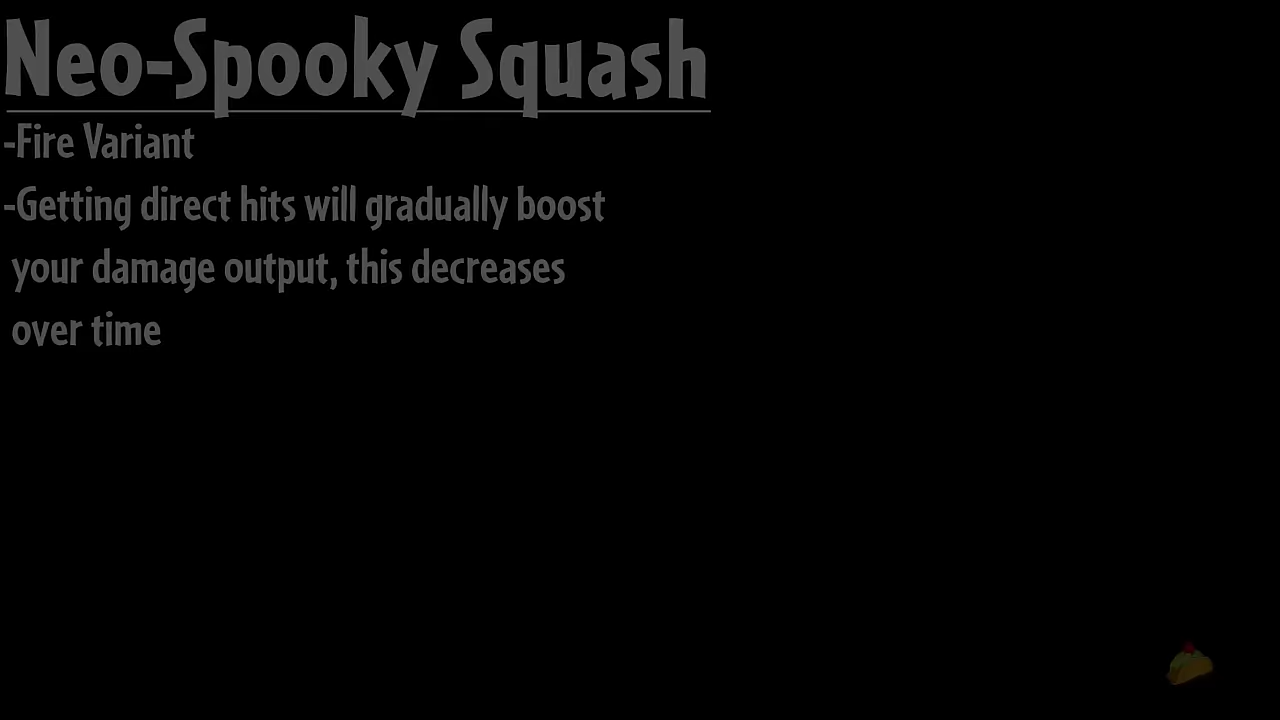 Neo-Spooky Squash
-Fire Variant
-Getting direct hits will gradually boost
your damage output, this decreases
over time